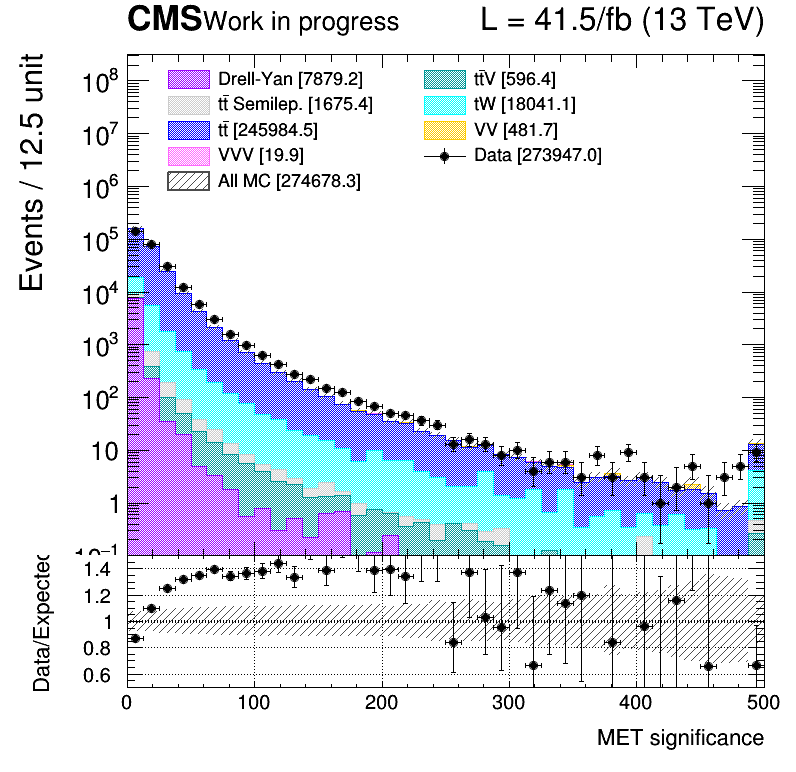 CMS Work in progress L = 41.5/fb (13 TeV)
Events / 12.5 unit
Drell-Yan [7879.2] tt̄V [596.4]
tt̄ Semilep. [1675.4] tW [18041.1]
tt̄ [245984.5] VV [481.7]
VVV [19.9] Data [273947.0]
All MC [274678.3]
10⁸
10⁷
10⁶
10⁵
10⁴
10³
10²
10
1
10⁻¹
Data/Expected
1.4
1.2
1
0.8
0.6
0 100 200 300 400 500
MET significance